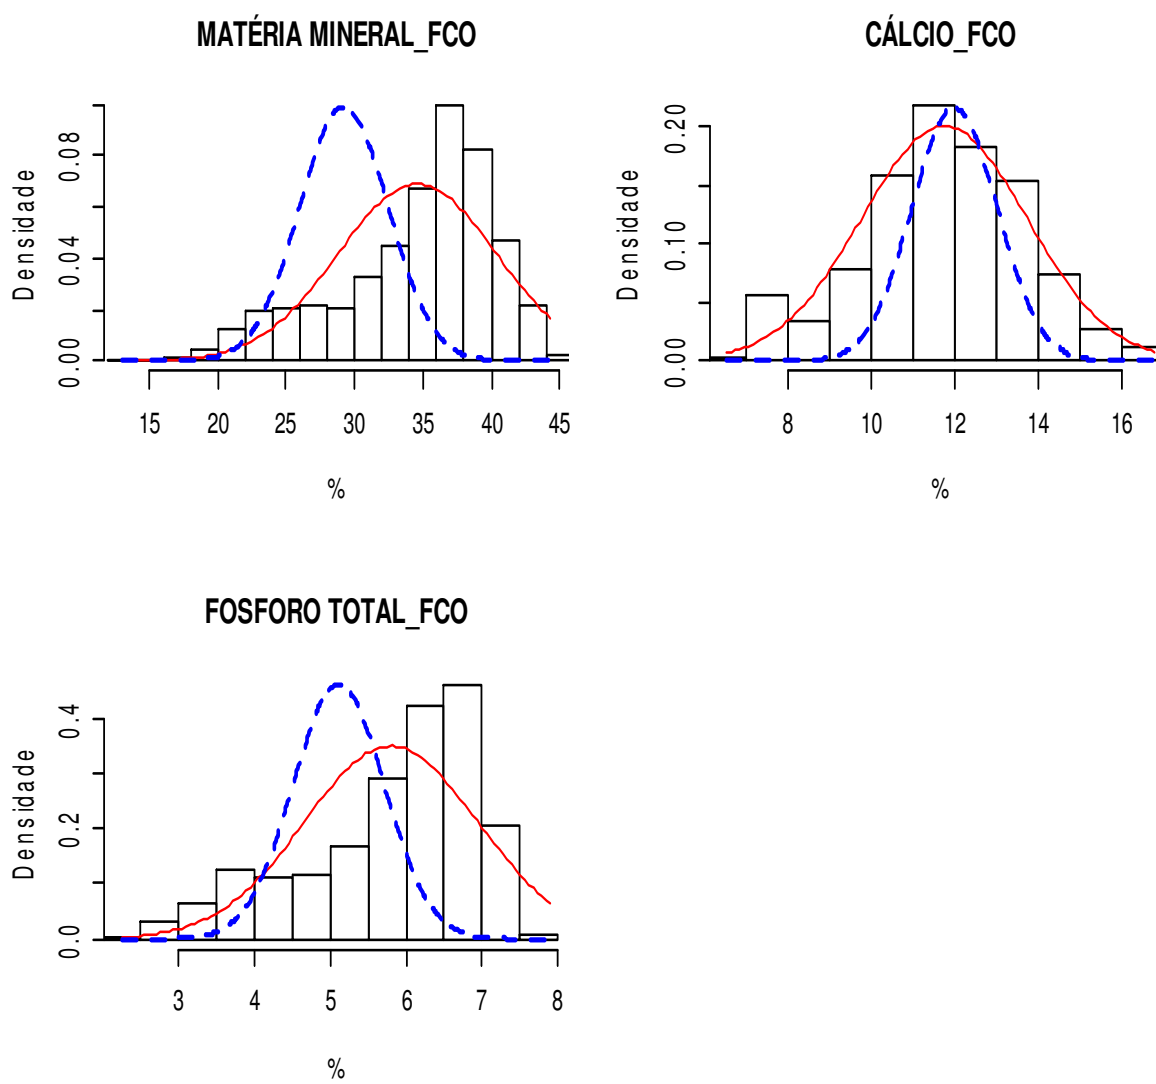 MATÉRIA MINERAL_FCO
Densidade
0.00 0.04 0.08
15 20 25 30 35 40 45
%
CÁLCIO_FCO
Densidade
0.00 0.10 0.20
8 10 12 14 16
%
FOSFORO TOTAL_FCO
Densidade
0.0 0.2 0.4
3 4 5 6 7 8
%